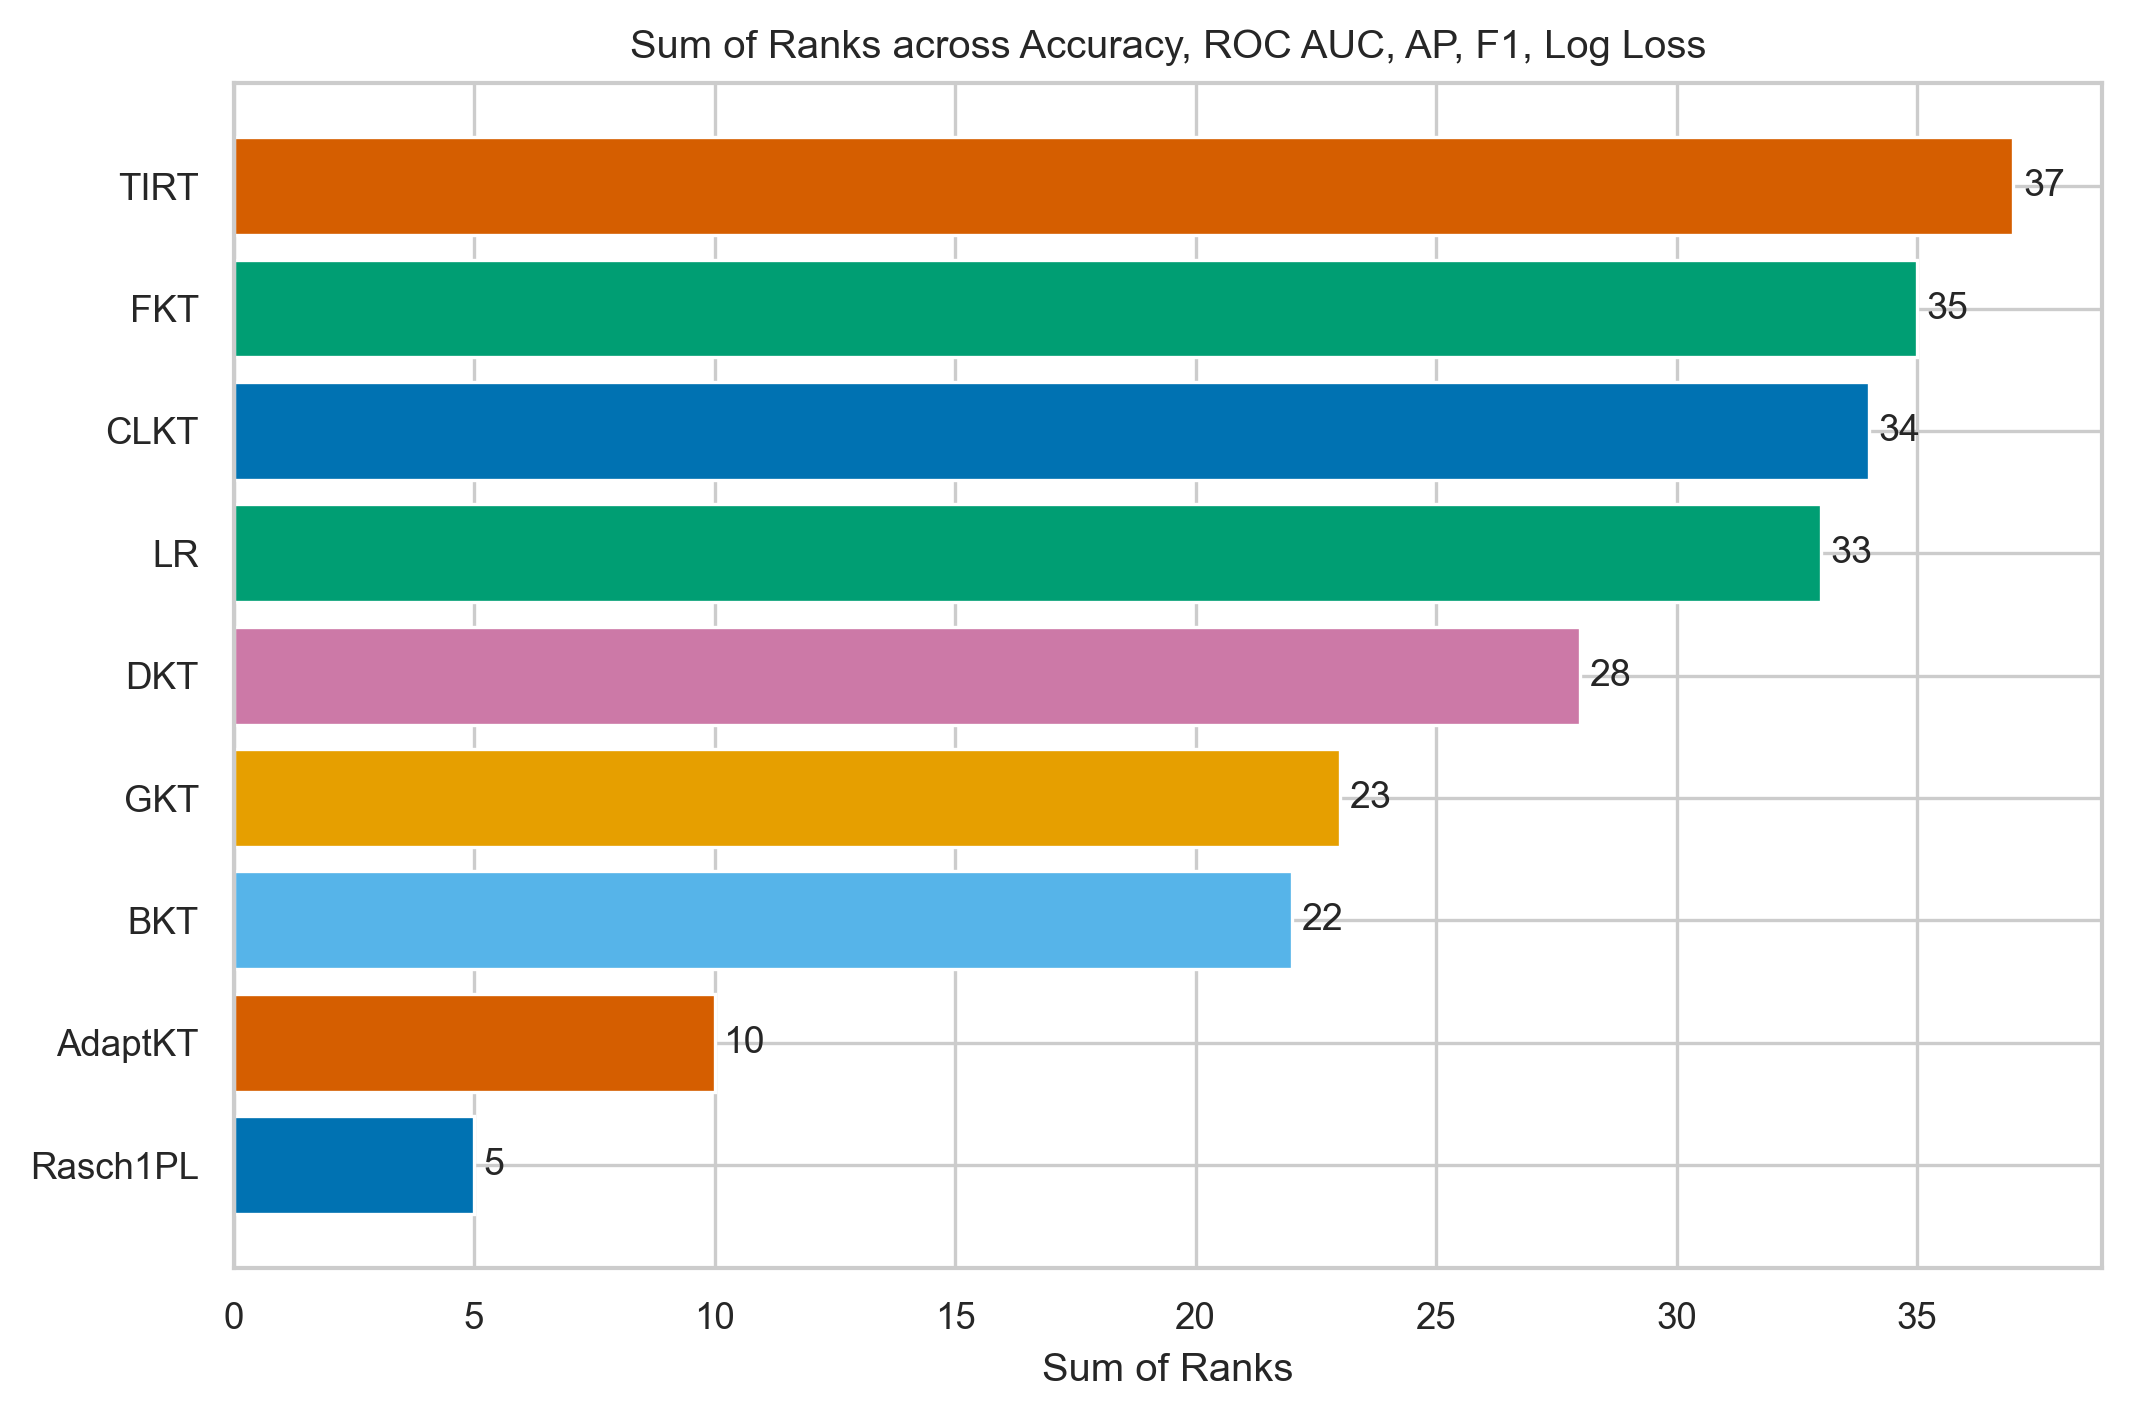 Sum of Ranks across Accuracy, ROC AUC, AP, F1, Log Loss
TIRT 37
FKT 35
CLKT 34
LR 33
DKT 28
GKT 23
BKT 22
AdaptKT 10
Rasch1PL 5
0 5 10 15 20 25 30 35
Sum of Ranks